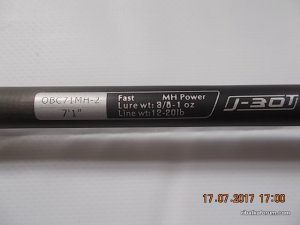 OBC71MH-2
7'1"
Fast MH Power
Lure wt: 3/8-1 oz
Line wt: 12-20lb
17.07.2017 17:00